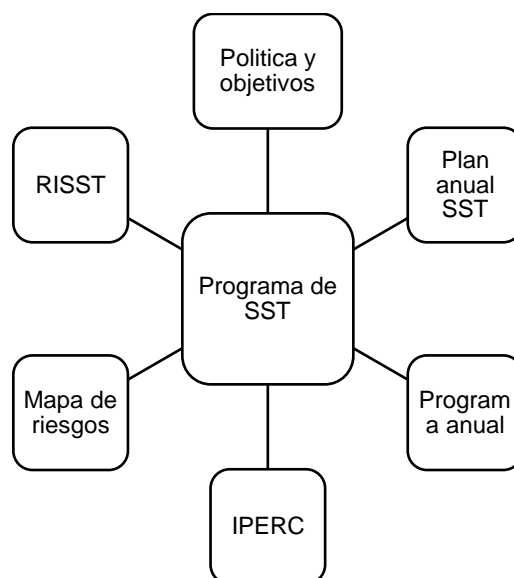 Politica y
objetivos
RISST
Plan
anual
SST
Programa de
SST
Mapa de
riesgos
Program
a anual
IPERC